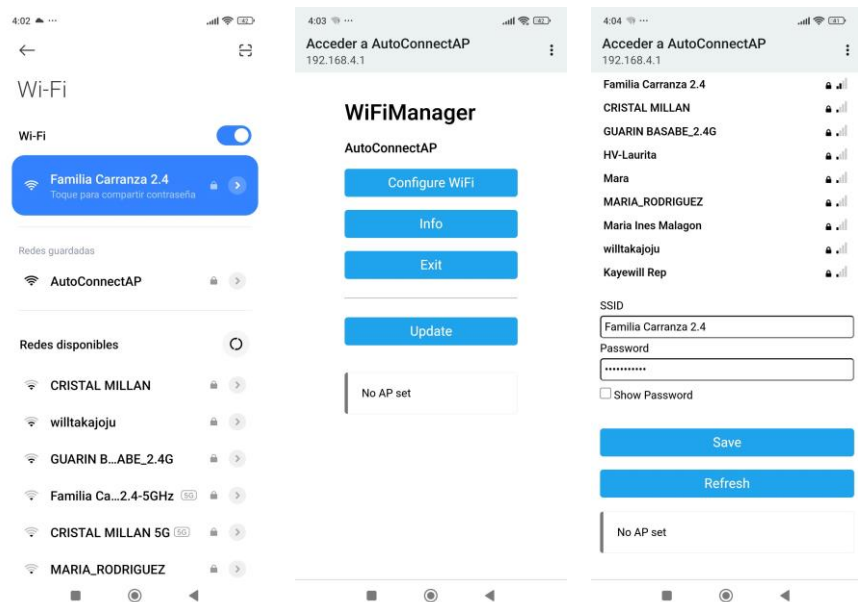 4:02 ...
42
Wi-Fi
Wi-Fi
Familia Carranza 2.4
Toque para compartir contraseña
Redes guardadas
AutoConnectAP
Redes disponibles
CRISTAL MILLAN
willtakajoju
GUARIN B...ABE_2.4G
Familia Ca...2.4-5GHz 5G
CRISTAL MILLAN 5G 5G
MARIA_RODRIGUEZ
4:03 ...
42
Acceder a AutoConnectAP
192.168.4.1
WiFiManager
AutoConnectAP
Configure WiFi
Info
Exit
Update
No AP set
4:04 ...
41
Acceder a AutoConnectAP
192.168.4.1
Familia Carranza 2.4
CRISTAL MILLAN
GUARIN BASABE_2.4G
HV-Laurita
Mara
MARIA_RODRIGUEZ
Maria Ines Malagon
willtakajoju
Kayewill Rep
SSID
Familia Carranza 2.4
Password
•••••••••••
Show Password
Save
Refresh
No AP set